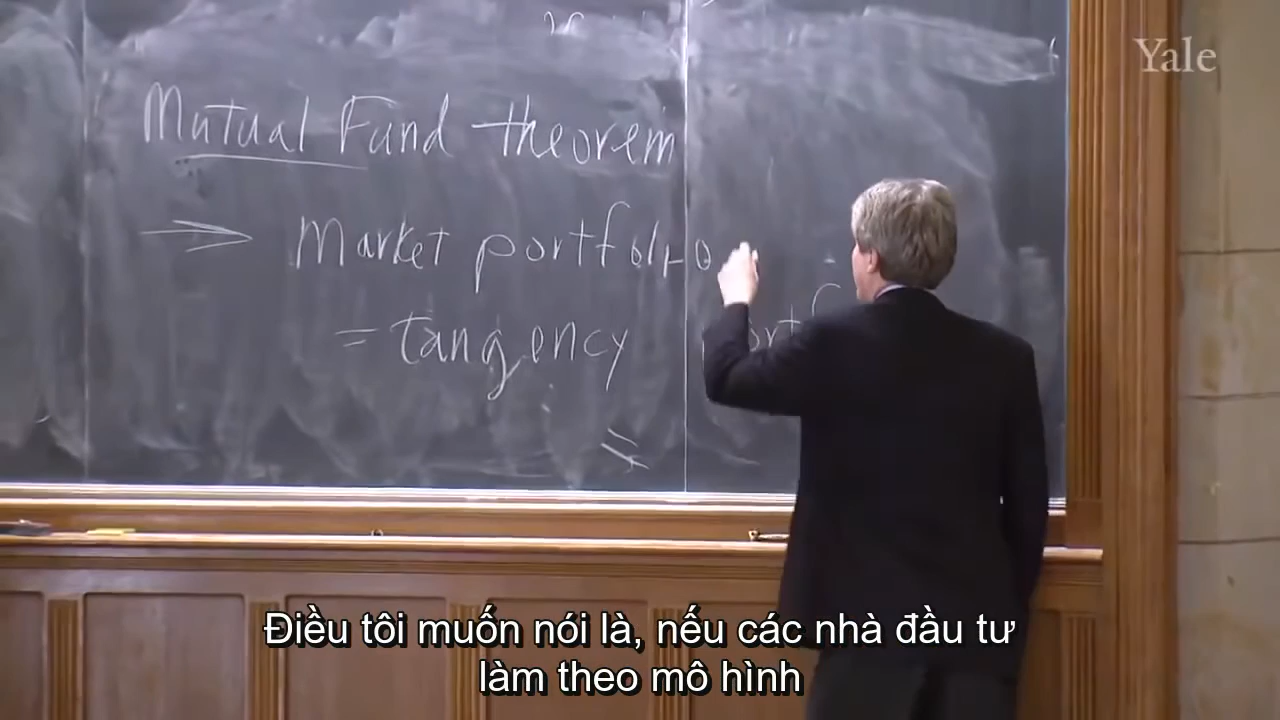 Yale
Mutual Fund theorem
→ Market portfolio
= tangency
Điều tôi muốn nói là, nếu các nhà đầu tư
làm theo mô hình